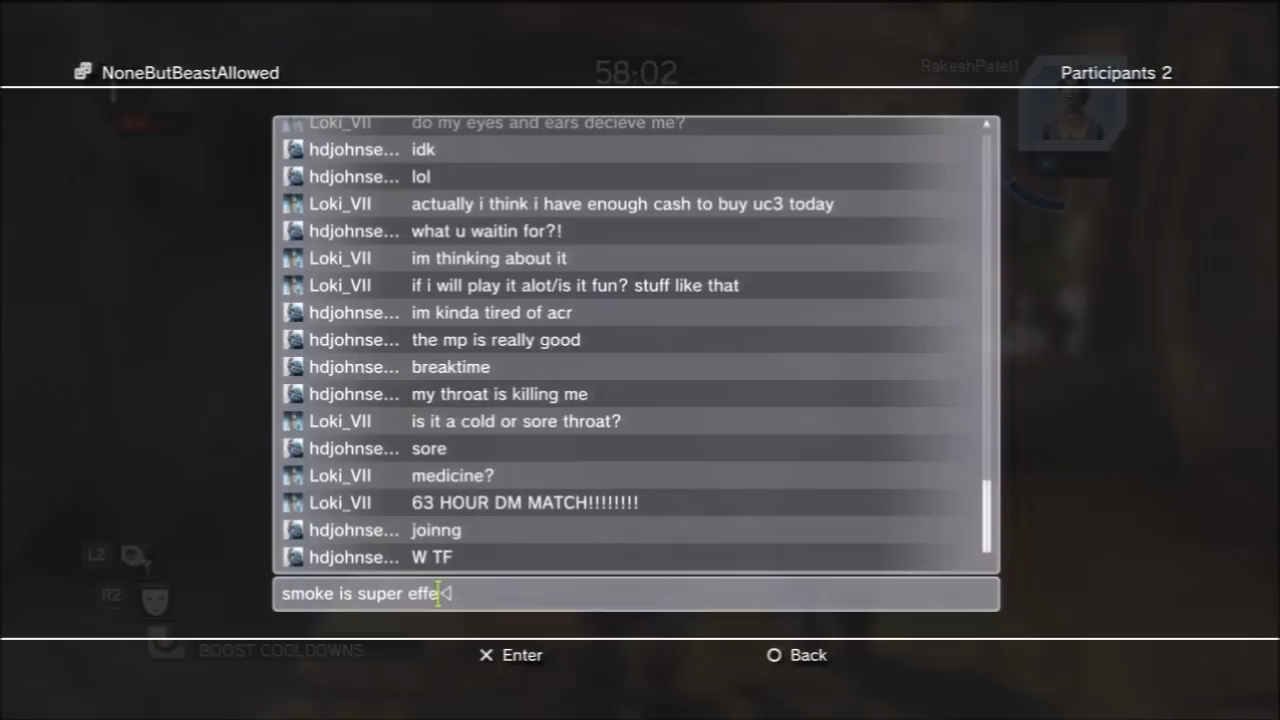 NoneButBeastAllowed
58:02
RakeshPatel1
Participants 2
Loki_VII do my eyes and ears decieve me?
hdjohnse... idk
hdjohnse... lol
Loki_VII actually i think i have enough cash to buy uc3 today
hdjohnse... what u waitin for?!
Loki_VII im thinking about it
Loki_VII if i will play it alot/is it fun? stuff like that
hdjohnse... im kinda tired of acr
hdjohnse... the mp is really good
hdjohnse... breaktime
hdjohnse... my throat is killing me
Loki_VII is it a cold or sore throat?
hdjohnse... sore
Loki_VII medicine?
Loki_VII 63 HOUR DM MATCH!!!!!!!!
hdjohnse... joinng
hdjohnse... W TF
L2
smoke is super effe
R2
BOOST COOLDOWNS
Enter
Back